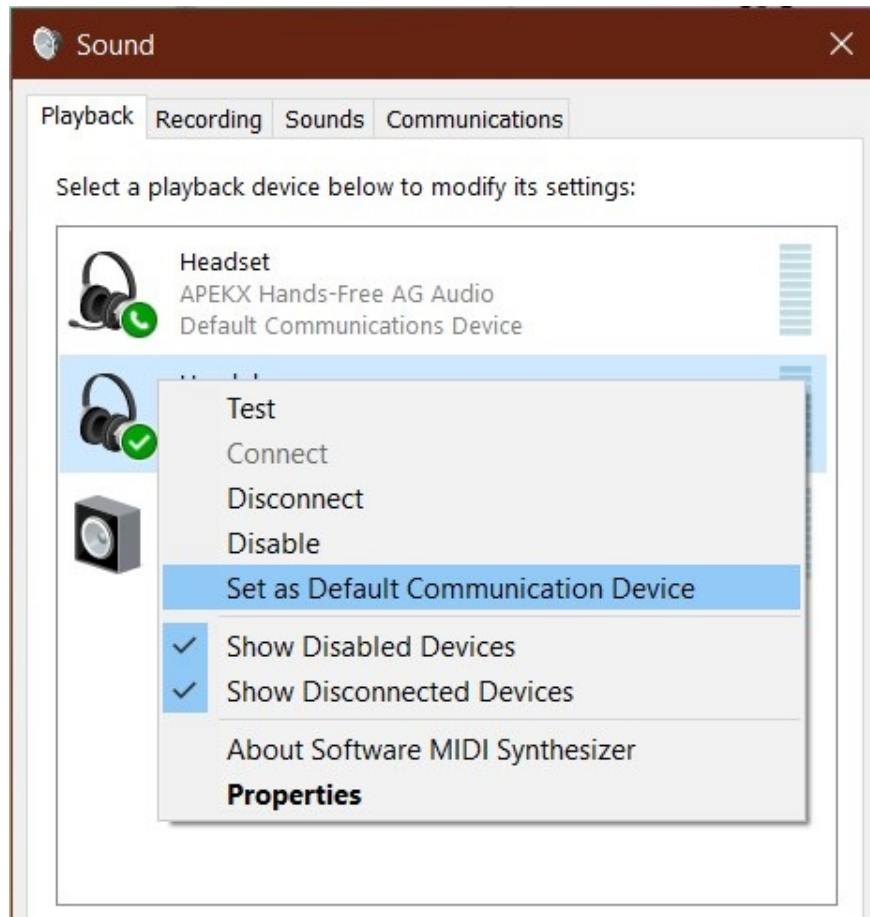 Sound
Playback Recording Sounds Communications
Select a playback device below to modify its settings:
Headset
APEKX Hands-Free AG Audio
Default Communications Device
Test
Connect
Disconnect
Disable
Set as Default Communication Device
Show Disabled Devices
Show Disconnected Devices
About Software MIDI Synthesizer
Properties